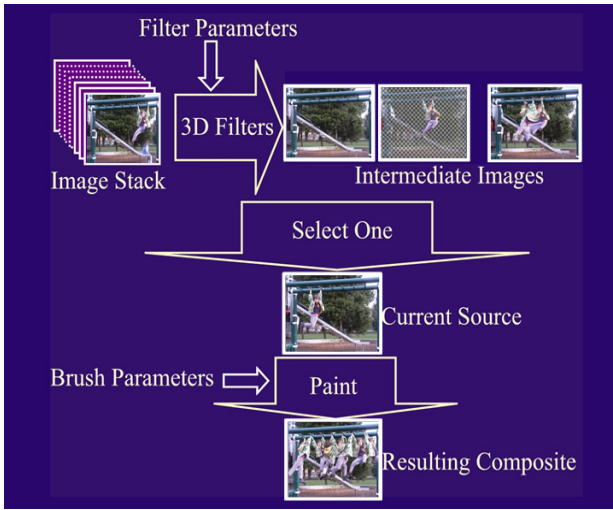 Filter Parameters
3D Filters
Image Stack
Intermediate Images
Select One
Current Source
Brush Parameters
Paint
Resulting Composite